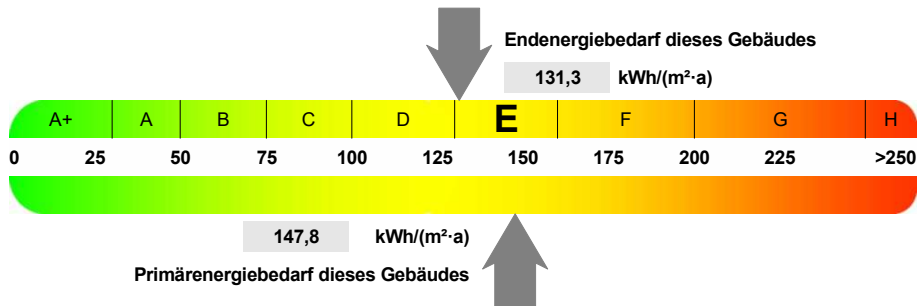 Endenergiebedarf dieses Gebäudes
131,3 kWh/(m²·a)
A+ A B C D E F G H
0 25 50 75 100 125 150 175 200 225 >250
147,8 kWh/(m²·a)
Primärenergiebedarf dieses Gebäudes